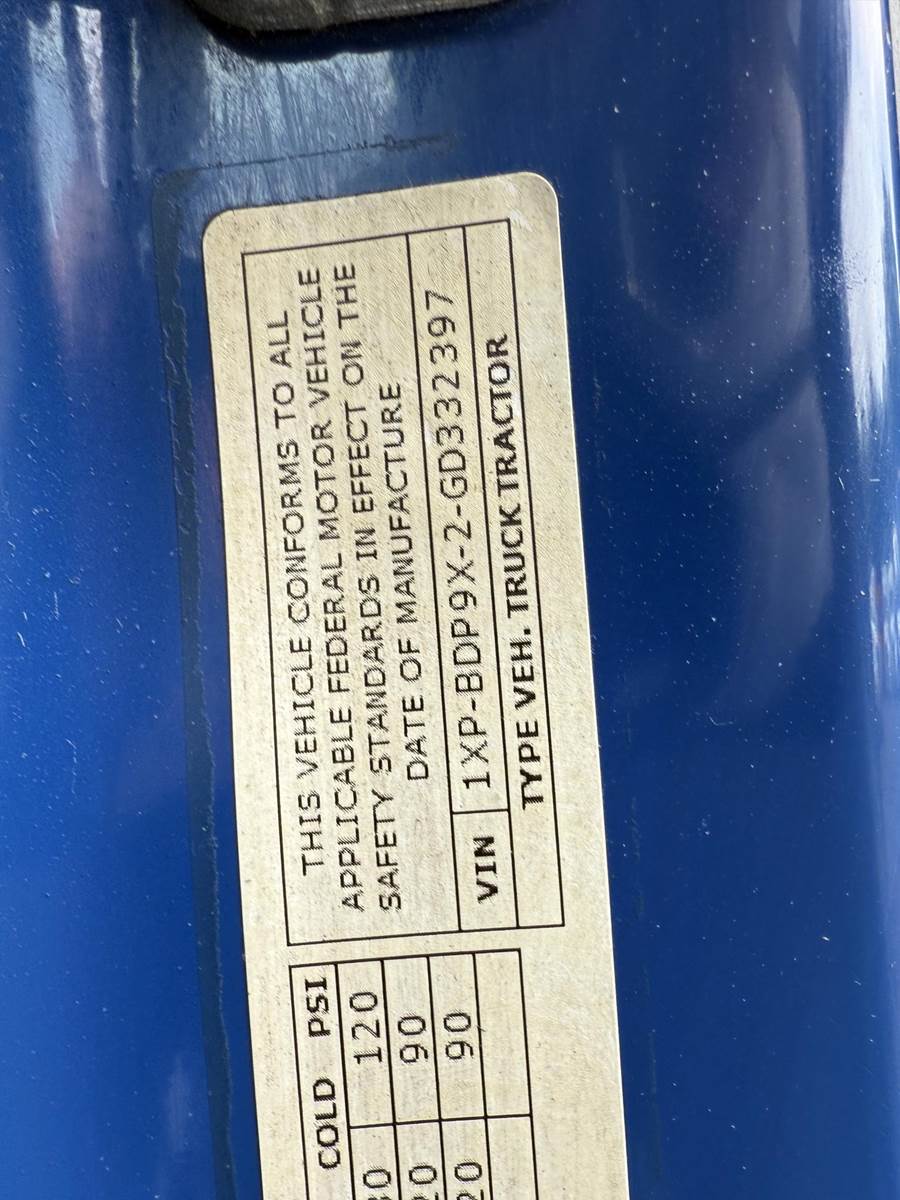 THIS VEHICLE CONFORMS TO ALL
APPLICABLE FEDERAL MOTOR VEHICLE
SAFETY STANDARDS IN EFFECT ON THE
DATE OF MANUFACTURE
VIN 1XP-BDP9X-2-GD332397
TYPE VEH. TRUCK TRACTOR
COLD PSI
120
90
90